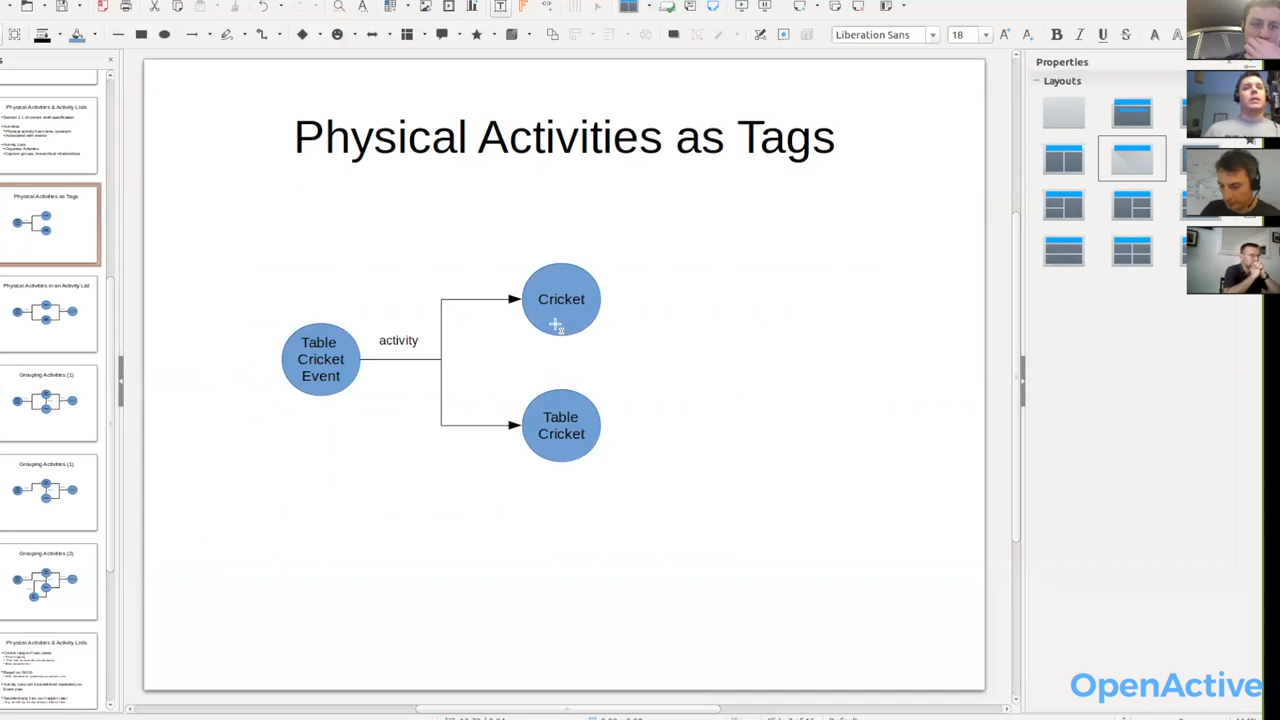 Liberation Sans
18
Properties
Layouts
Physical Activities as Tags
Cricket
Table
Cricket
Event
activity
Table
Cricket
Physical Activities & Activity Lists
Physical Activities as Tags
Physical Activities in an Activity List
Grouping Activities (1)
Grouping Activities (1)
Grouping Activities (2)
Physical Activities & Activity Lists
OpenActive